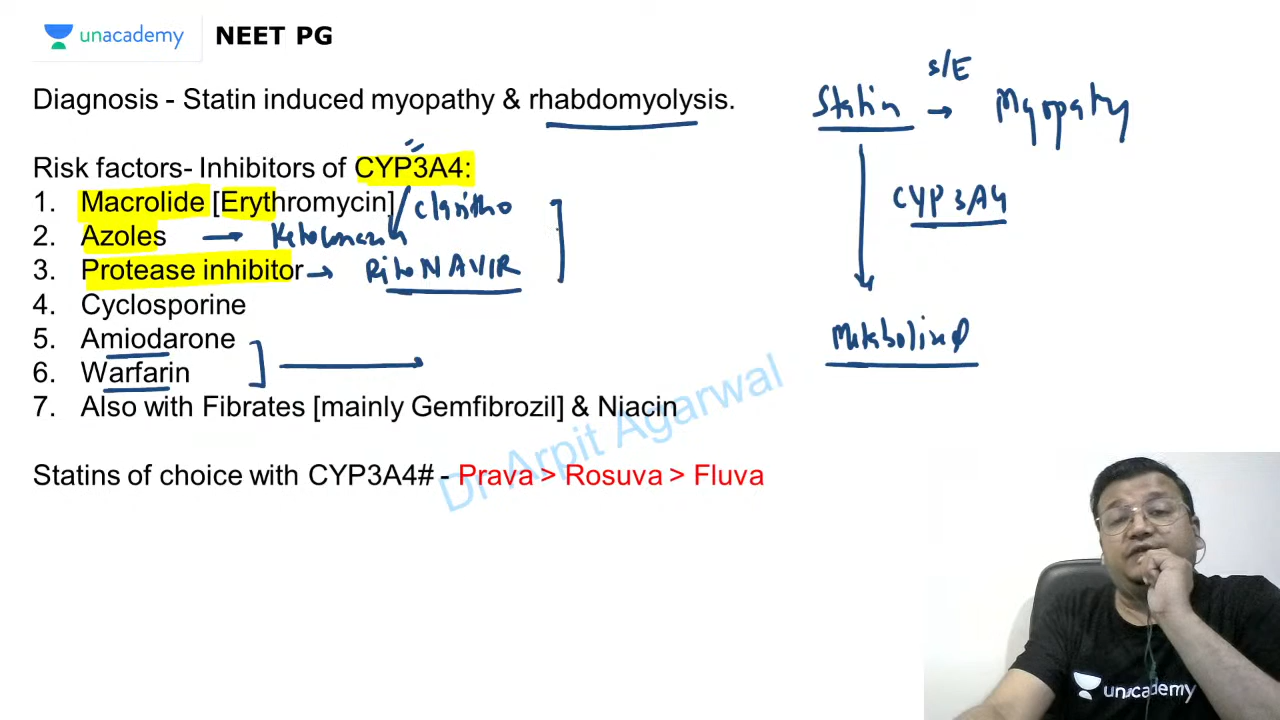 unacademy NEET PG
Diagnosis - Statin induced myopathy & rhabdomyolysis.
Risk factors- Inhibitors of CYP3A4:
1. Macrolide [Erythromycin] / Clarithro
2. Azoles → Ketoconazole
3. Protease inhibitor → RitoNAVIR
4. Cyclosporine
5. Amiodarone
6. Warfarin
7. Also with Fibrates [mainly Gemfibrozil] & Niacin
Statins of choice with CYP3A4# - Prava > Rosuva > Fluva
S/E
Statin → Myopathy
CYP3A4
Metabolized
Dr Arpit Agarwal
unacademy